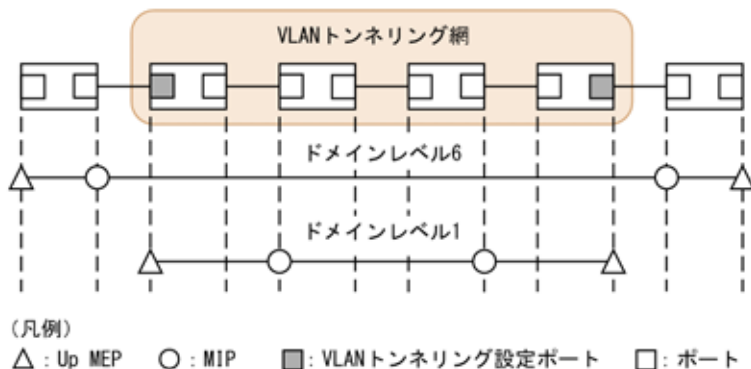 VLANトンネリング網
ドメインレベル6
ドメインレベル1
(凡例)
△：Up MEP　○：MIP　■：VLANトンネリング設定ポート　□：ポート